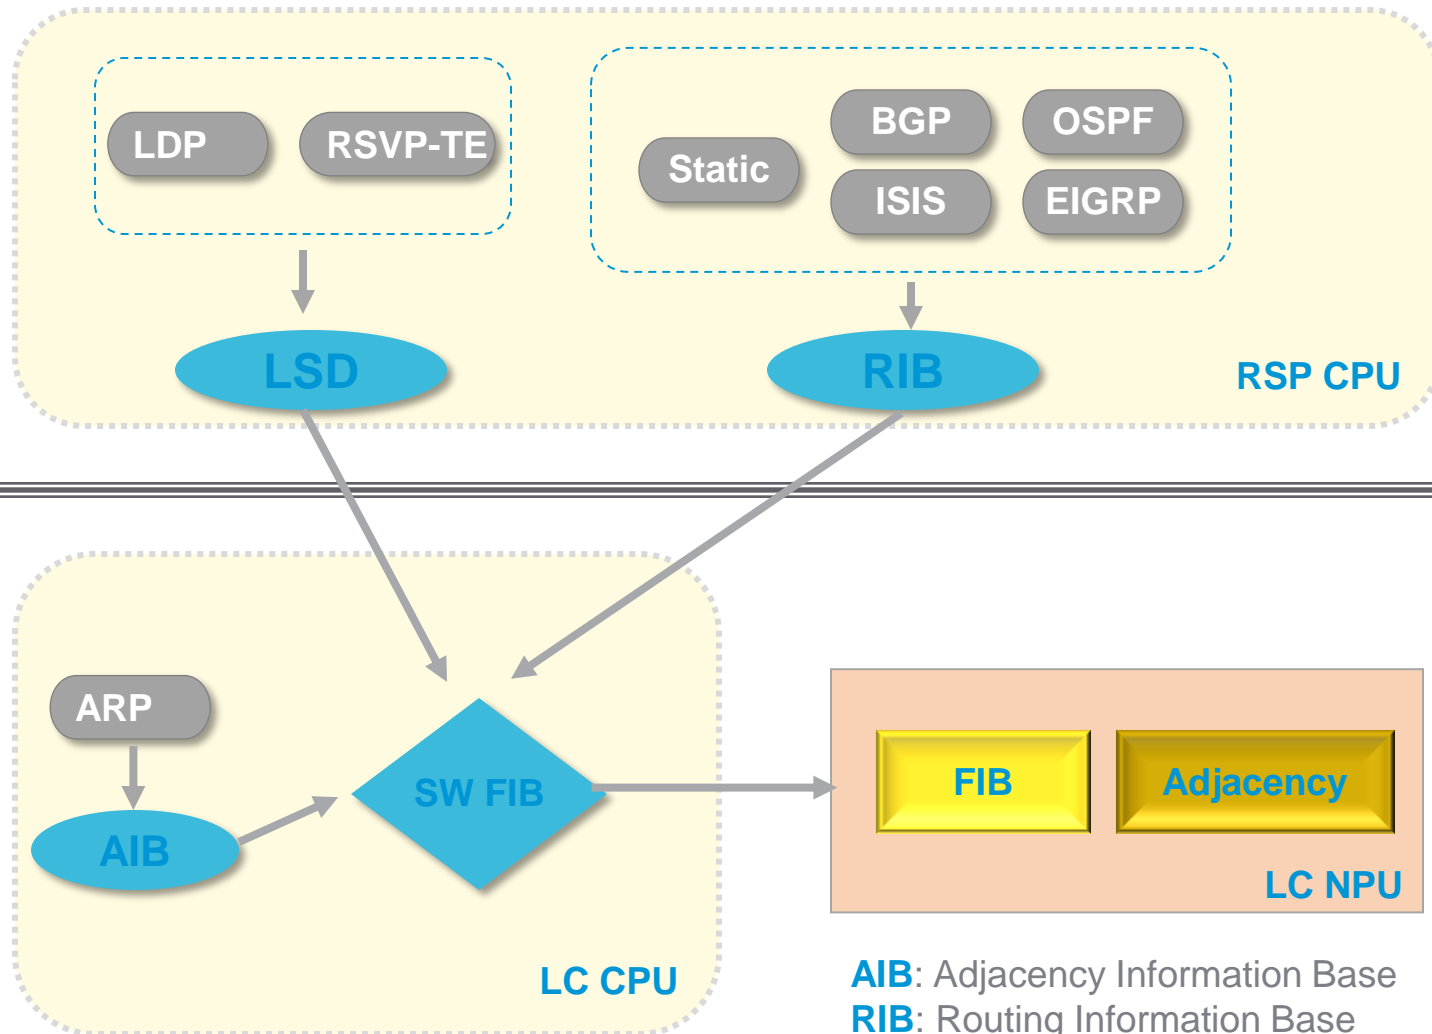 LDP
RSVP-TE
Static
BGP
OSPF
ISIS
EIGRP
LSD
RIB
RSP CPU
ARP
AIB
SW FIB
LC CPU
FIB
Adjacency
LC NPU
AIB: Adjacency Information Base
RIB: Routing Information Base